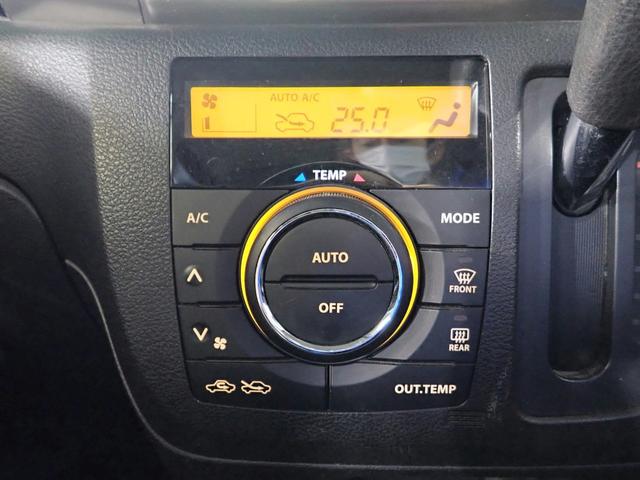 AUTO A/C
25.0
TEMP
A/C
MODE
AUTO
OFF
FRONT
REAR
OUT.TEMP